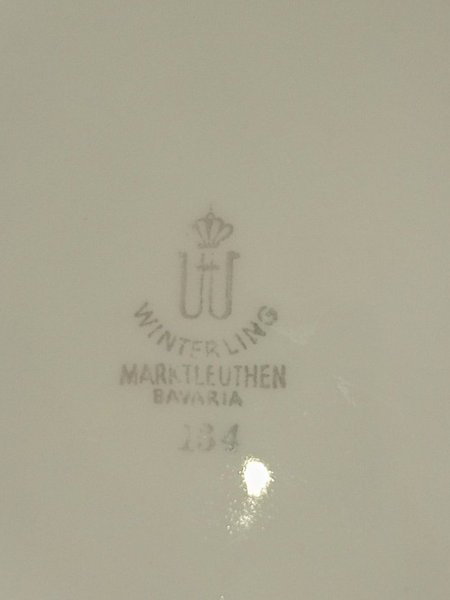 WINTERLING
MARKTLEUTHEN
BAVARIA
134